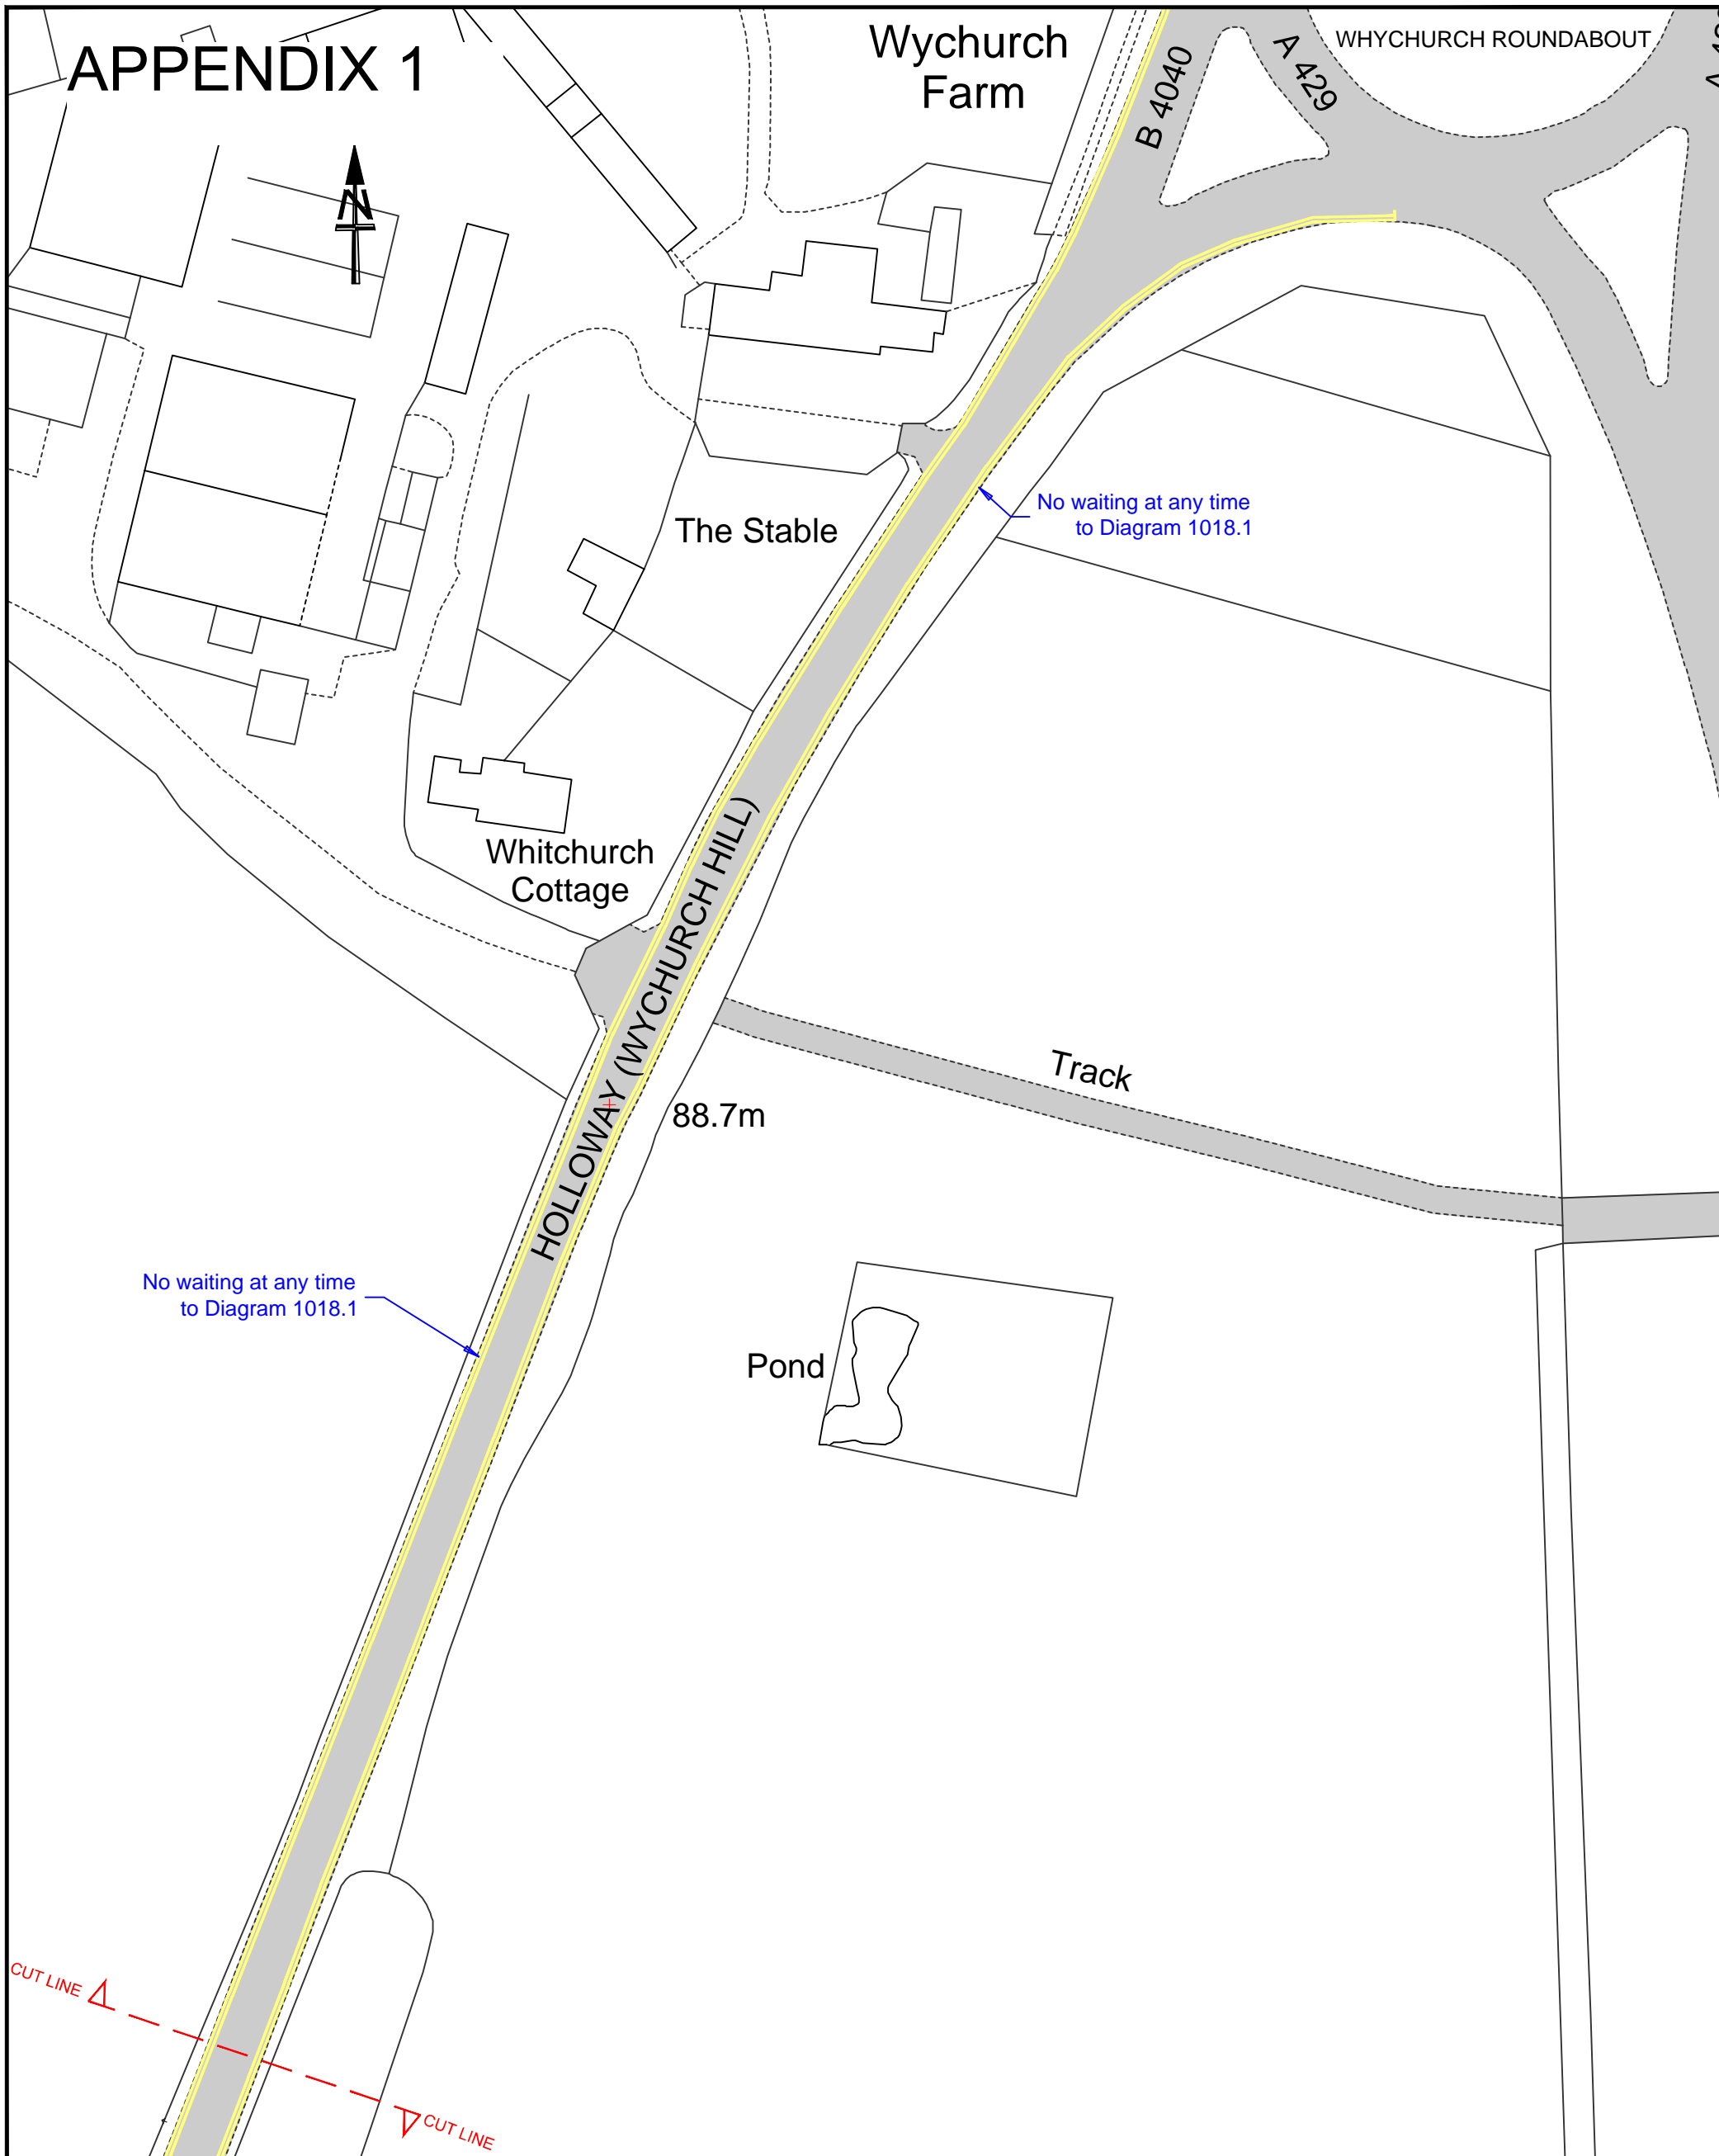 APPENDIX 1
N
Wychurch
Farm
B 4040
A 429
WHYCHURCH ROUNDABOUT
No waiting at any time
to Diagram 1018.1
The Stable
Whitchurch
Cottage
HOLLOWAY (WYCHURCH HILL)
Track
88.7m
No waiting at any time
to Diagram 1018.1
Pond
CUT LINE
CUT LINE